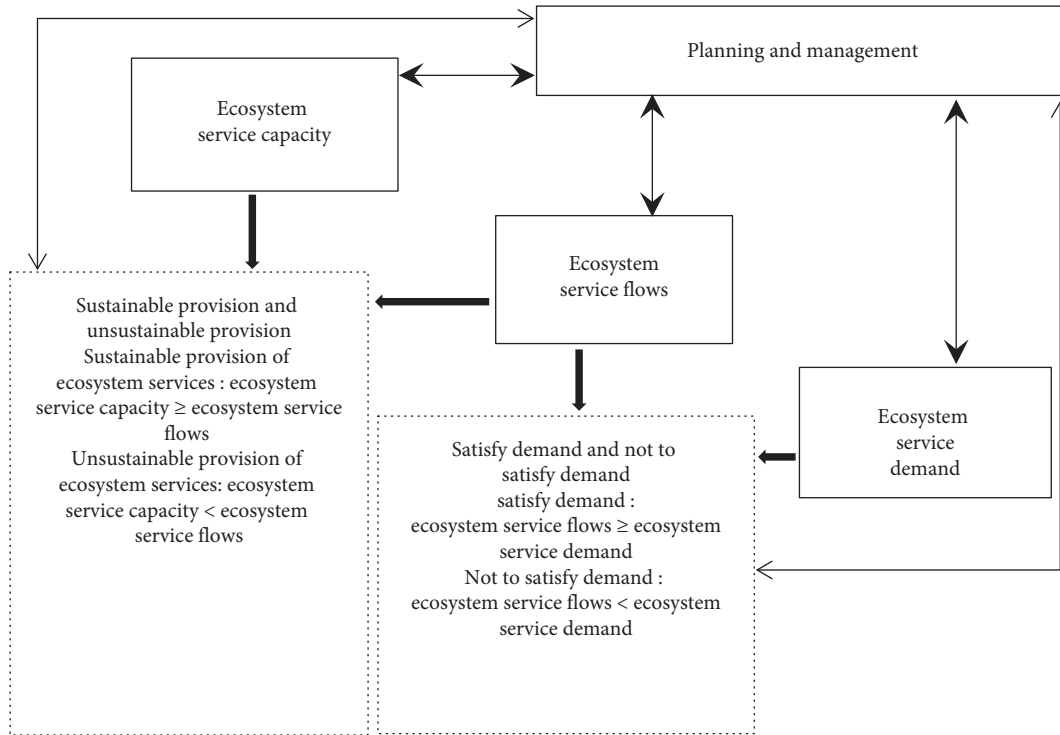 Planning and management
Ecosystem
service capacity
Ecosystem
service flows
Sustainable provision and
unsustainable provision
Sustainable provision of
ecosystem services : ecosystem
service capacity ≥ ecosystem service
flows
Unsustainable provision of
ecosystem services: ecosystem
service capacity < ecosystem
service flows
Ecosystem
service
demand
Satisfy demand and not to
satisfy demand
satisfy demand :
ecosystem service flows ≥ ecosystem
service demand
Not to satisfy demand :
ecosystem service flows < ecosystem
service demand